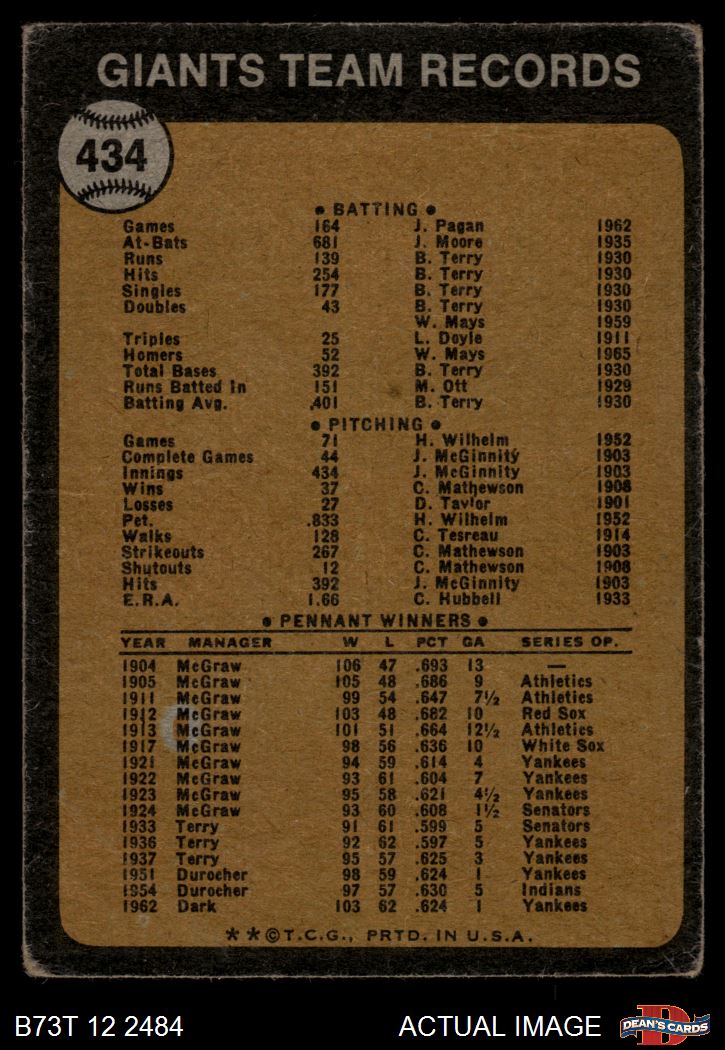 GIANTS TEAM RECORDS
434
• BATTING •
Games 164 J. Pagan 1962
At-Bats 681 J. Moore 1935
Runs 139 B. Terry 1930
Hits 254 B. Terry 1930
Singles 177 B. Terry 1930
Doubles 43 B. Terry 1930
W. Mays 1959
Triples 25 L. Doyle 1911
Homers 52 W. Mays 1965
Total Bases 392 B. Terry 1930
Runs Batted In 151 M. Ott 1929
Batting Avg. .401 B. Terry 1930
• PITCHING •
Games 71 H. Wilhelm 1952
Complete Games 44 J. McGinnity 1903
Innings 434 J. McGinnity 1903
Wins 37 C. Mathewson 1908
Losses 27 D. Taylor 1901
Pct. .833 H. Wilhelm 1952
Walks 128 C. Tesreau 1914
Strikeouts 267 C. Mathewson 1903
Shutouts 12 C. Mathewson 1908
Hits 392 J. McGinnity 1903
E.R.A. 1.66 C. Hubbell 1933
• PENNANT WINNERS •
YEAR MANAGER W L PCT GA SERIES OP.
1904 McGraw 106 47 .693 13 —
1905 McGraw 105 48 .686 9 Athletics
1911 McGraw 99 54 .647 7½ Athletics
1912 McGraw 103 48 .682 10 Red Sox
1913 McGraw 101 51 .664 12½ Athletics
1917 McGraw 98 56 .636 10 White Sox
1921 McGraw 94 59 .614 4 Yankees
1922 McGraw 93 61 .604 7 Yankees
1923 McGraw 95 58 .621 4½ Yankees
1924 McGraw 93 60 .608 1½ Senators
1933 Terry 91 61 .599 5 Senators
1936 Terry 92 62 .597 5 Yankees
1937 Terry 95 57 .625 3 Yankees
1951 Durocher 98 59 .624 1 Yankees
1954 Durocher 97 57 .630 5 Indians
1962 Dark 103 62 .624 1 Yankees
**©T.C.G., PRTD. IN U.S.A.
B73T 12 2484 ACTUAL IMAGE DEAN'S CARDS